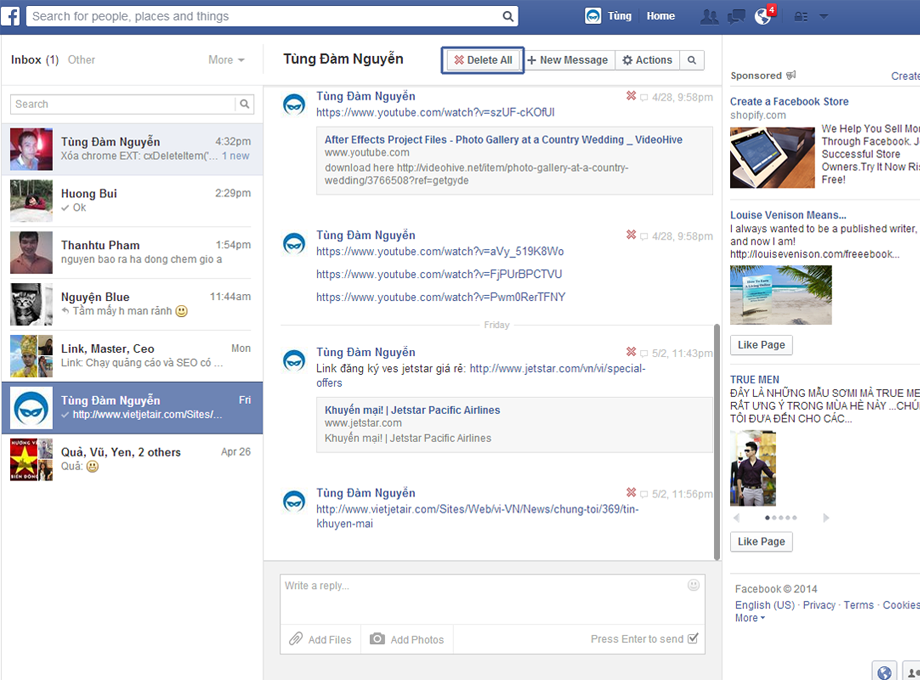 Search for people, places and things
Tùng
Home
4
Inbox (1) Other
More
Search
Tùng Đàm Nguyễn 4:32pm
Xóa chrome EXT: cxDeleteItem('... 1 new
Huong Bui 2:29pm
Ok
Thanhtu Pham 1:54pm
nguyen bao ra ha dong chem gio a
Nguyện Blue 11:44am
Tầm mấy h man rảnh
Link, Master, Ceo Mon
Link: Chạy quảng cáo và SEO có ...
Tùng Đàm Nguyễn Fri
http://www.vietjetair.com/Sites/...
Quả, Vũ, Yen, 2 others Apr 26
Quả:
Tùng Đàm Nguyễn
Delete All
+ New Message
Actions
Tùng Đàm Nguyễn 4/28, 9:58pm
https://www.youtube.com/watch?v=szUF-cKOfUI
After Effects Project Files - Photo Gallery at a Country Wedding _ VideoHive
www.youtube.com
download here http://videohive.net/item/photo-gallery-at-a-country-
wedding/3766508?ref=getgyde
Tùng Đàm Nguyễn 4/28, 9:58pm
https://www.youtube.com/watch?v=aVy_519K8Wo
https://www.youtube.com/watch?v=FjPUrBPCTVU
https://www.youtube.com/watch?v=Pwm0RerTFNY
Friday
Tùng Đàm Nguyễn 5/2, 11:43pm
Link đăng ký ves jetstar giá rẻ: http://www.jetstar.com/vn/vi/special-
offers
Khuyến mại! | Jetstar Pacific Airlines
www.jetstar.com
Khuyến mại! | Jetstar Pacific Airlines
Tùng Đàm Nguyễn 5/2, 11:56pm
http://www.vietjetair.com/Sites/Web/vi-VN/News/chung-toi/369/tin-
khuyen-mai
Write a reply...
Add Files
Add Photos
Press Enter to send
Sponsored
Create
Create a Facebook Store
shopify.com
We Help You Sell Mo
Through Facebook. J
Successful Store
Owners.Try It Now Ris
Free!
Louise Venison Means...
I always wanted to be a published writer,
and now I am!
http://louisevenison.com/freeebook...
Like Page
TRUE MEN
ĐÂY LÀ NHỮNG MẪU SƠMI MÀ TRUE ME
RẤT ƯNG Ý TRONG MÙA HÈ NÀY ...CHÚ
TÔI ĐƯA ĐẾN CHO CÁC...
Like Page
Facebook © 2014
English (US) · Privacy · Terms · Cookies
More